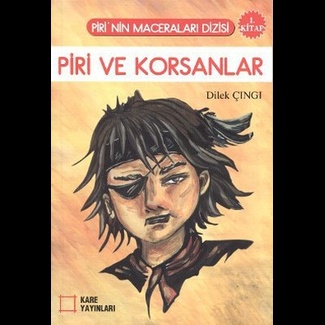 PİRİ'NİN MACERALARI DİZİSİ
1.
KİTAP
PİRİ VE KORSANLAR
Dilek ÇINGI
KARE
YAYINLARI